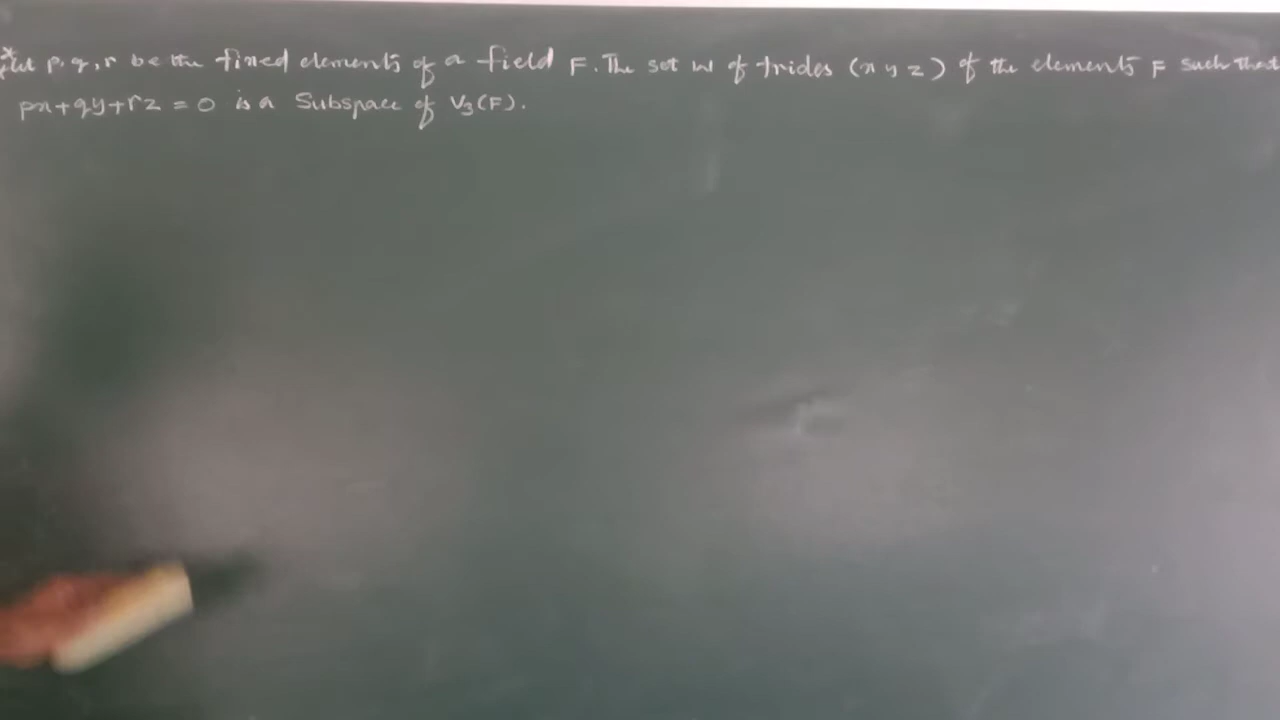 * Let p, q, r be the fixed elements of a field F. The set W of trides (x y z) of the elements F such that
px+qy+rz = 0 is a Subspace of V₃(F).